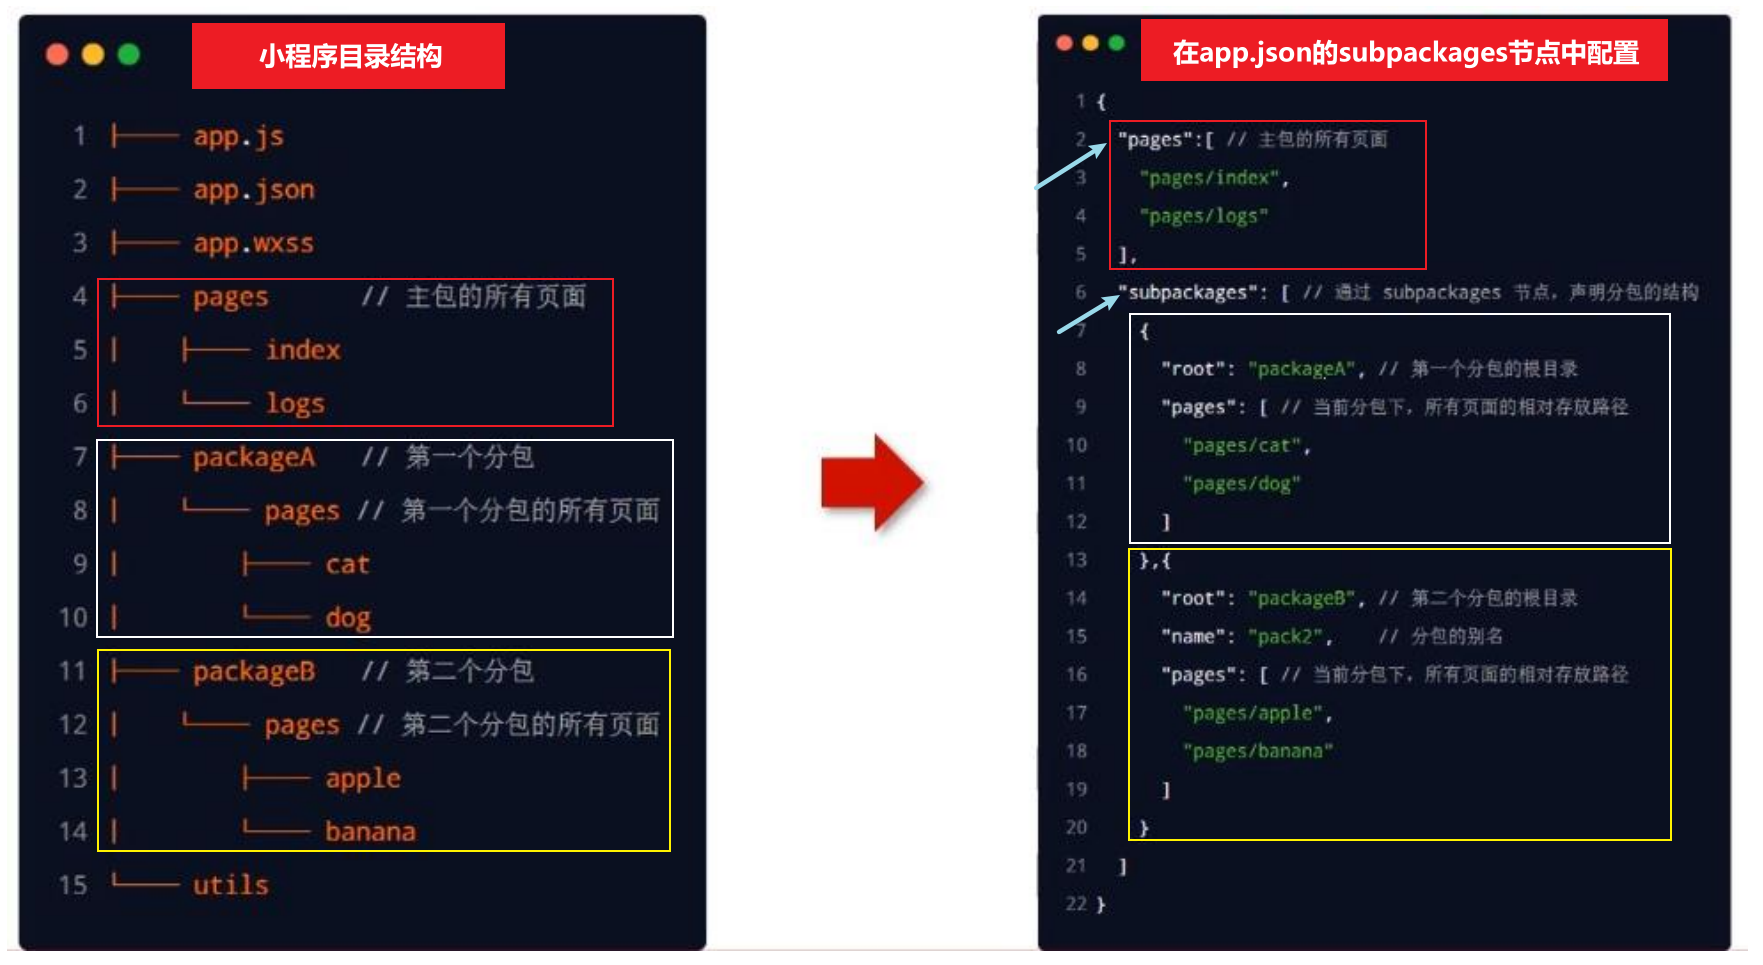 小程序目录结构
1 ├── app.js
2 ├── app.json
3 ├── app.wxss
4 ├── pages // 主包的所有页面
5 │ ├── index
6 │ └── logs
7 ├── packageA // 第一个分包
8 │ └── pages // 第一个分包的所有页面
9 │ ├── cat
10 │ └── dog
11 ├── packageB // 第二个分包
12 │ └── pages // 第二个分包的所有页面
13 │ ├── apple
14 │ └── banana
15 └── utils
在app.json的subpackages节点中配置
1 {
2 "pages":[ // 主包的所有页面
3 "pages/index",
4 "pages/logs"
5 ],
6 "subpackages": [ // 通过 subpackages 节点，声明分包的结构
7 {
8 "root": "packageA", // 第一个分包的根目录
9 "pages": [ // 当前分包下，所有页面的相对存放路径
10 "pages/cat",
11 "pages/dog"
12 ]
13 },{
14 "root": "packageB", // 第二个分包的根目录
15 "name": "pack2", // 分包的别名
16 "pages": [ // 当前分包下，所有页面的相对存放路径
17 "pages/apple",
18 "pages/banana"
19 ]
20 }
21 ]
22 }